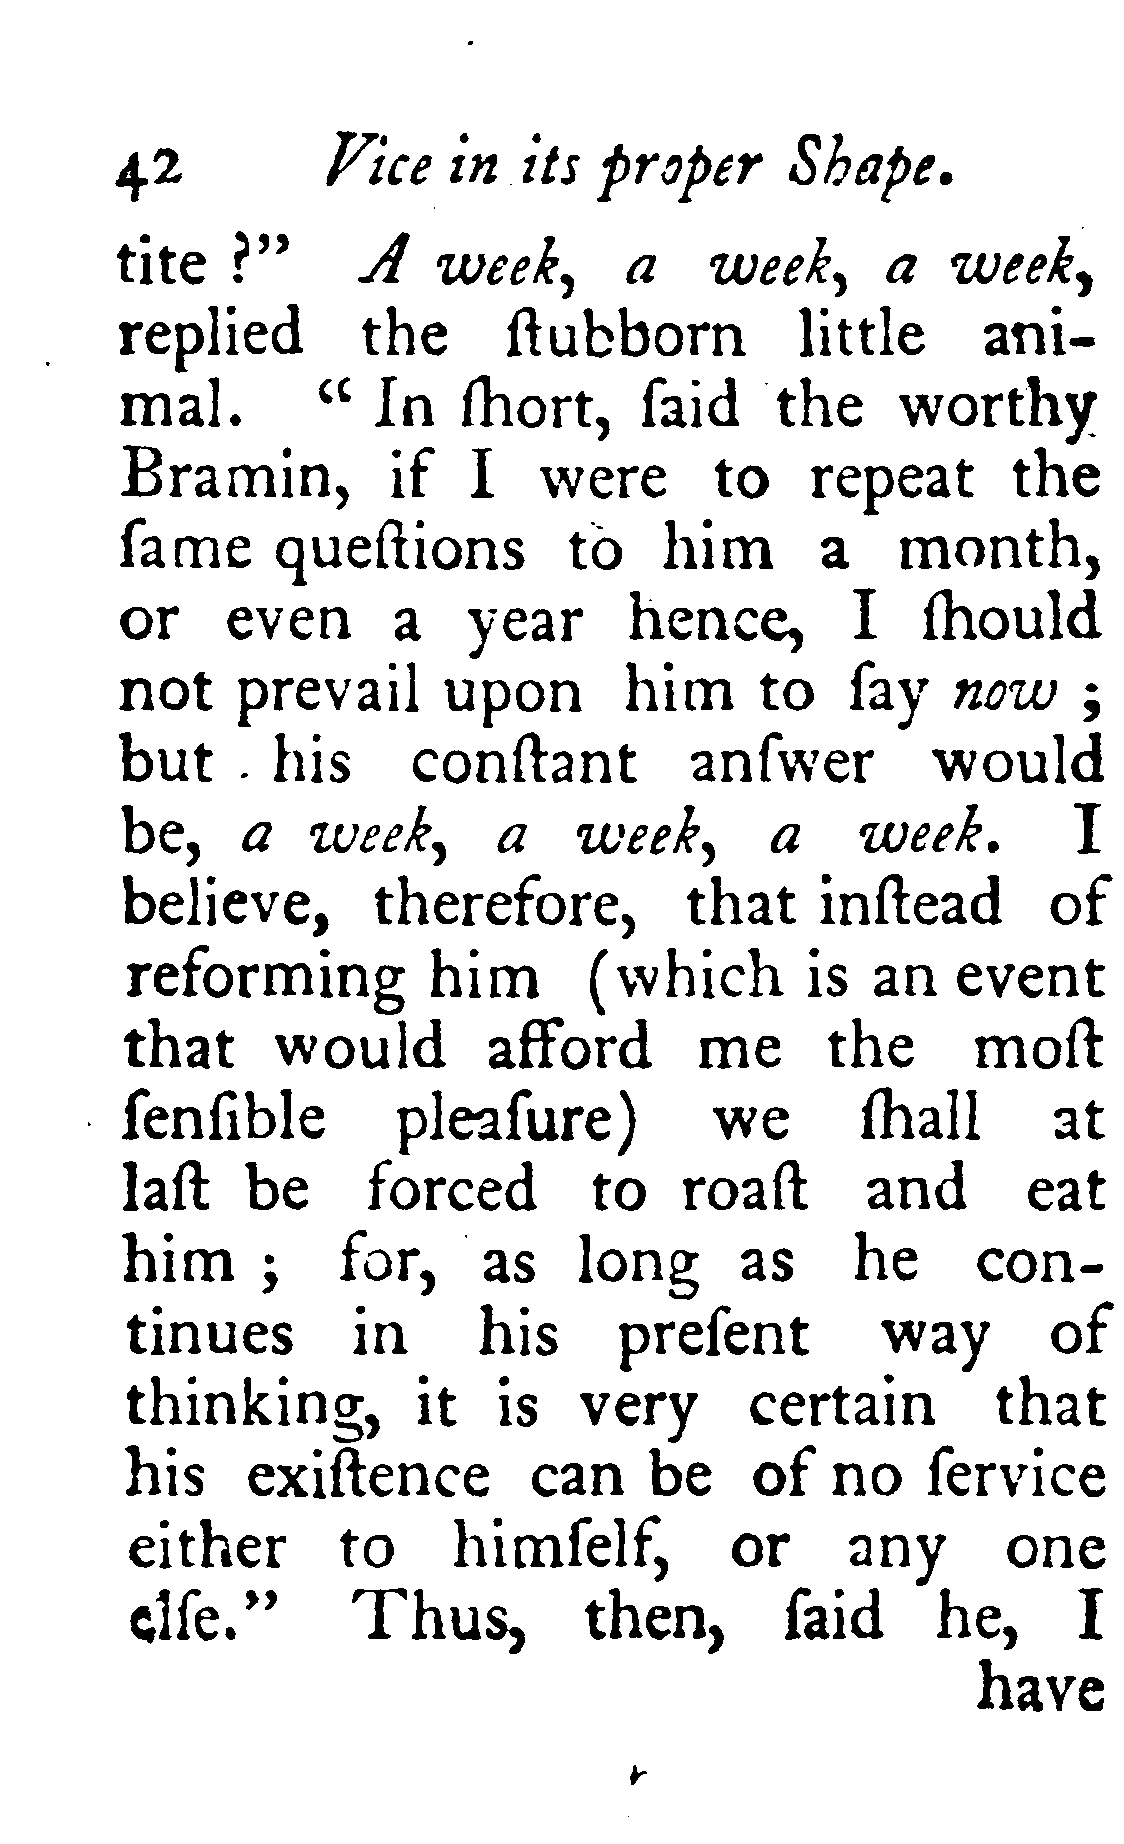 42 Vice in its proper Shape.
tite ?” A week, a week, a week,
replied the ſtubborn little ani-
mal. “ In ſhort, ſaid the worthy
Bramin, if I were to repeat the
ſame queſtions to him a month,
or even a year hence, I ſhould
not prevail upon him to ſay now ;
but his conſtant anſwer would
be, a week, a week, a week. I
believe, therefore, that inſtead of
reforming him (which is an event
that would afford me the moſt
ſenſible pleaſure) we ſhall at
laſt be forced to roaſt and eat
him ; for, as long as he con-
tinues in his preſent way of
thinking, it is very certain that
his exiſtence can be of no ſervice
either to himſelf, or any one
elſe.” Thus, then, ſaid he, I
have